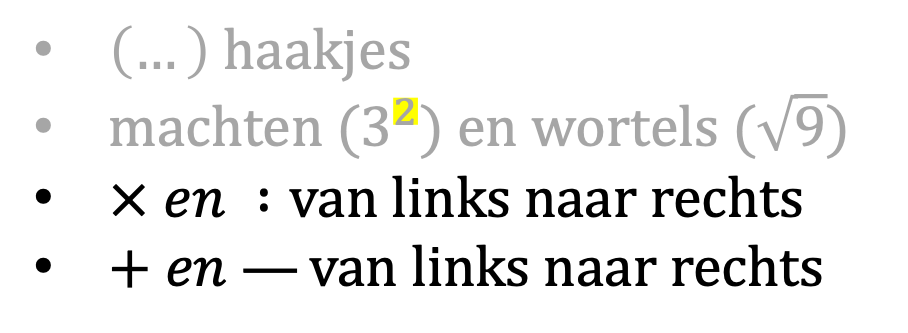 • (…) haakjes
• machten (3²) en wortels (√9)
• × en : van links naar rechts
• + en — van links naar rechts